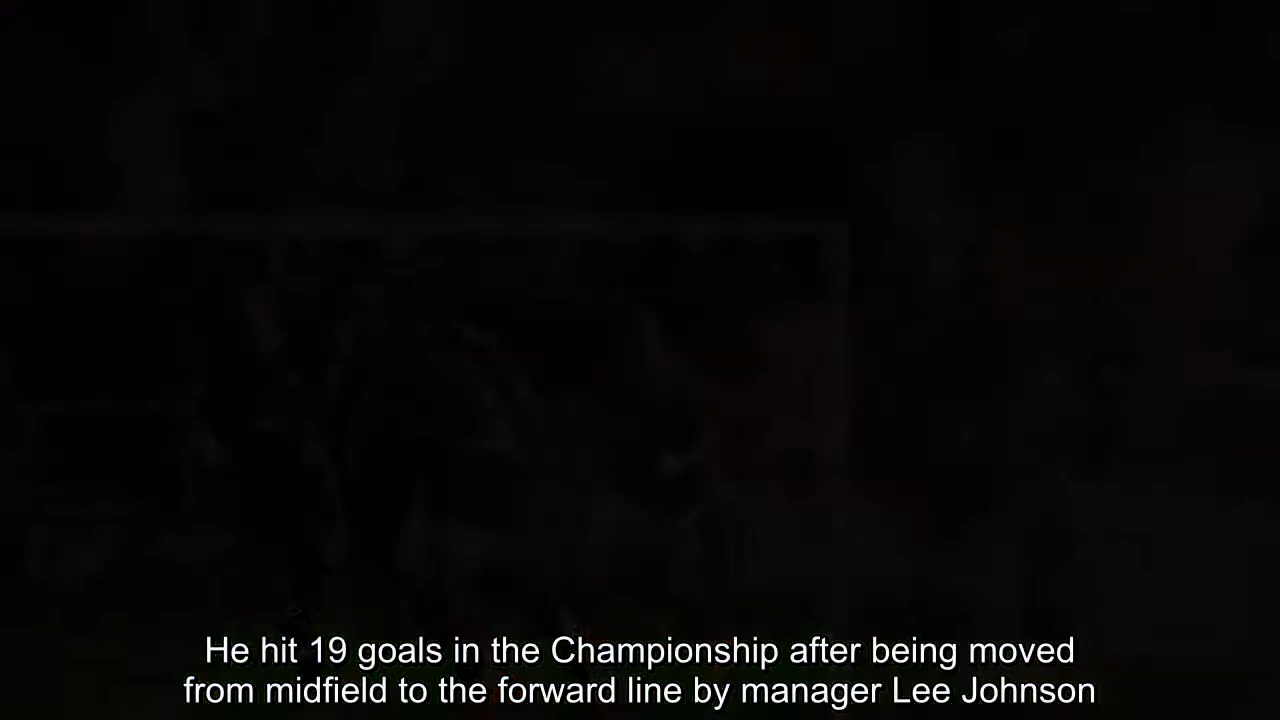 He hit 19 goals in the Championship after being moved
from midfield to the forward line by manager Lee Johnson